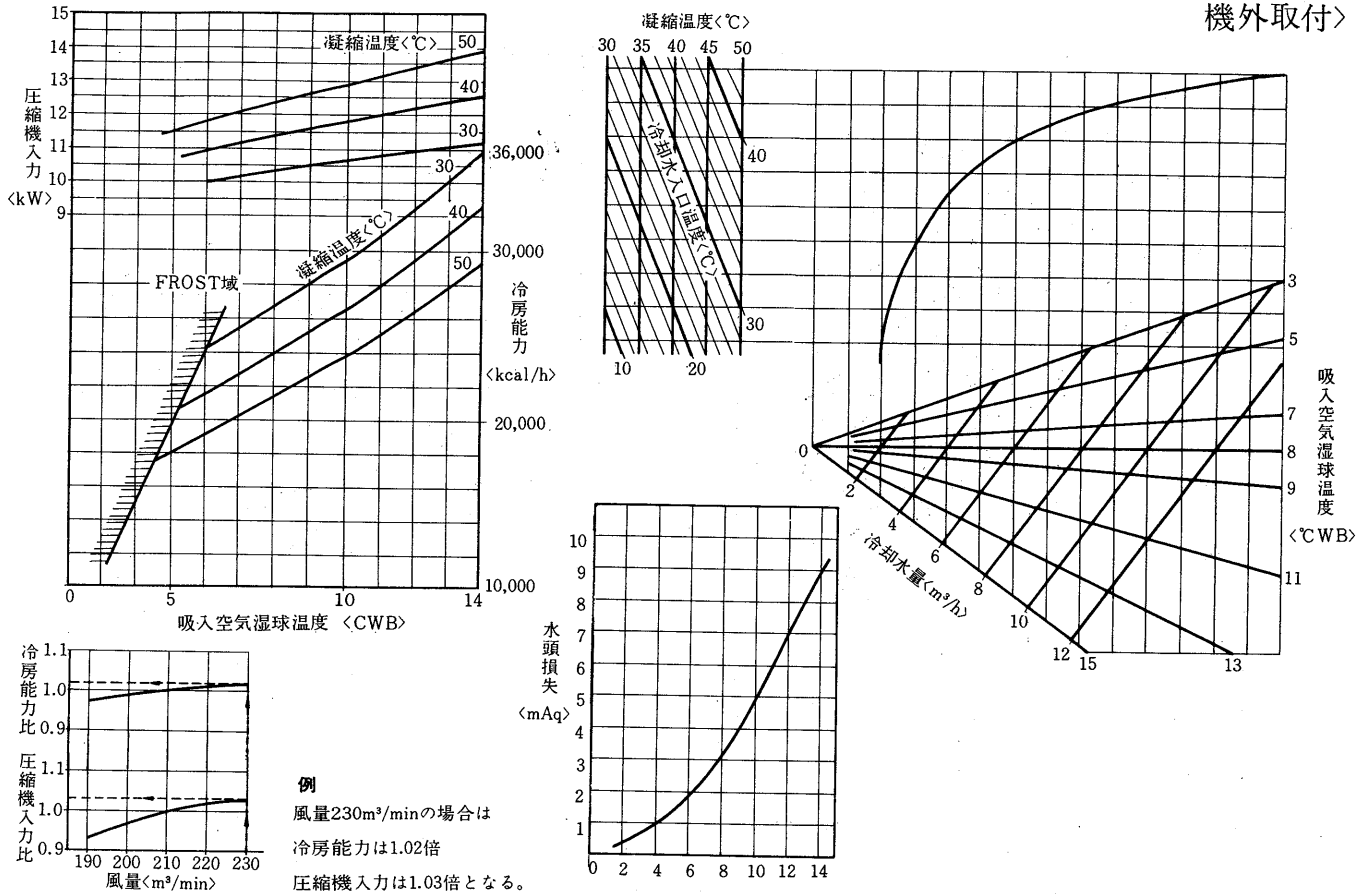 機外取付〉
15
14
13
12
11
10
9
圧縮機入力
〈kW〉
凝縮温度〈℃〉
50
40
30
30
40
50
凝縮温度〈℃〉
FROST域
36,000
30,000
冷房能力
〈kcal/h〉
20,000
10,000
0 5 10 14
吸入空気湿球温度 〈CWB〉
凝縮温度〈℃〉
30 35 40 45 50
冷却水入口温度〈℃〉
40
30
10 20
3
5
7
8
9
11
13
吸入空気湿球温度
〈℃WB〉
0
2
4
6
8
10
12
15
冷却水量〈m³/h〉
水頭損失
〈mAq〉
10
9
8
7
6
5
4
3
2
1
0 2 4 6 8 10 12 14
冷房能力比
1.1
1.0
0.9
圧縮機入力比
1.1
1.0
0.9
190 200 210 220 230
風量〈m³/min〉
例
風量230m³/minの場合は
冷房能力は1.02倍
圧縮機入力は1.03倍となる。